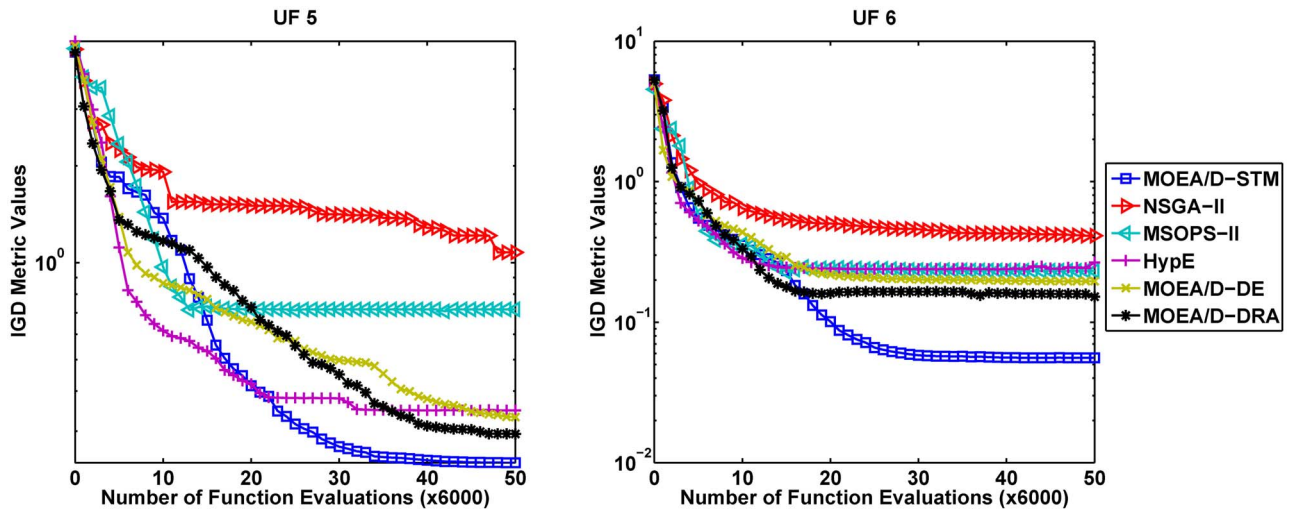 UF 5
IGD Metric Values
10^0
0
10
20
30
40
50
Number of Function Evaluations (x6000)
UF 6
IGD Metric Values
10^1
10^0
10^-1
10^-2
0
10
20
30
40
50
Number of Function Evaluations (x6000)
MOEA/D-STM
NSGA-II
MSOPS-II
HypE
MOEA/D-DE
MOEA/D-DRA